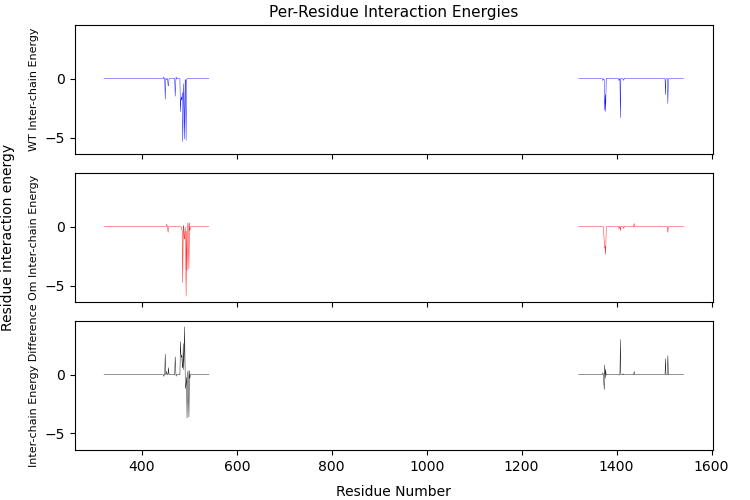 Per-Residue Interaction Energies
Residue interaction energy
WT Inter-chain Energy
0
−5
Om Inter-chain Energy
0
−5
Inter-chain Energy Difference
0
−5
400
600
800
1000
1200
1400
1600
Residue Number